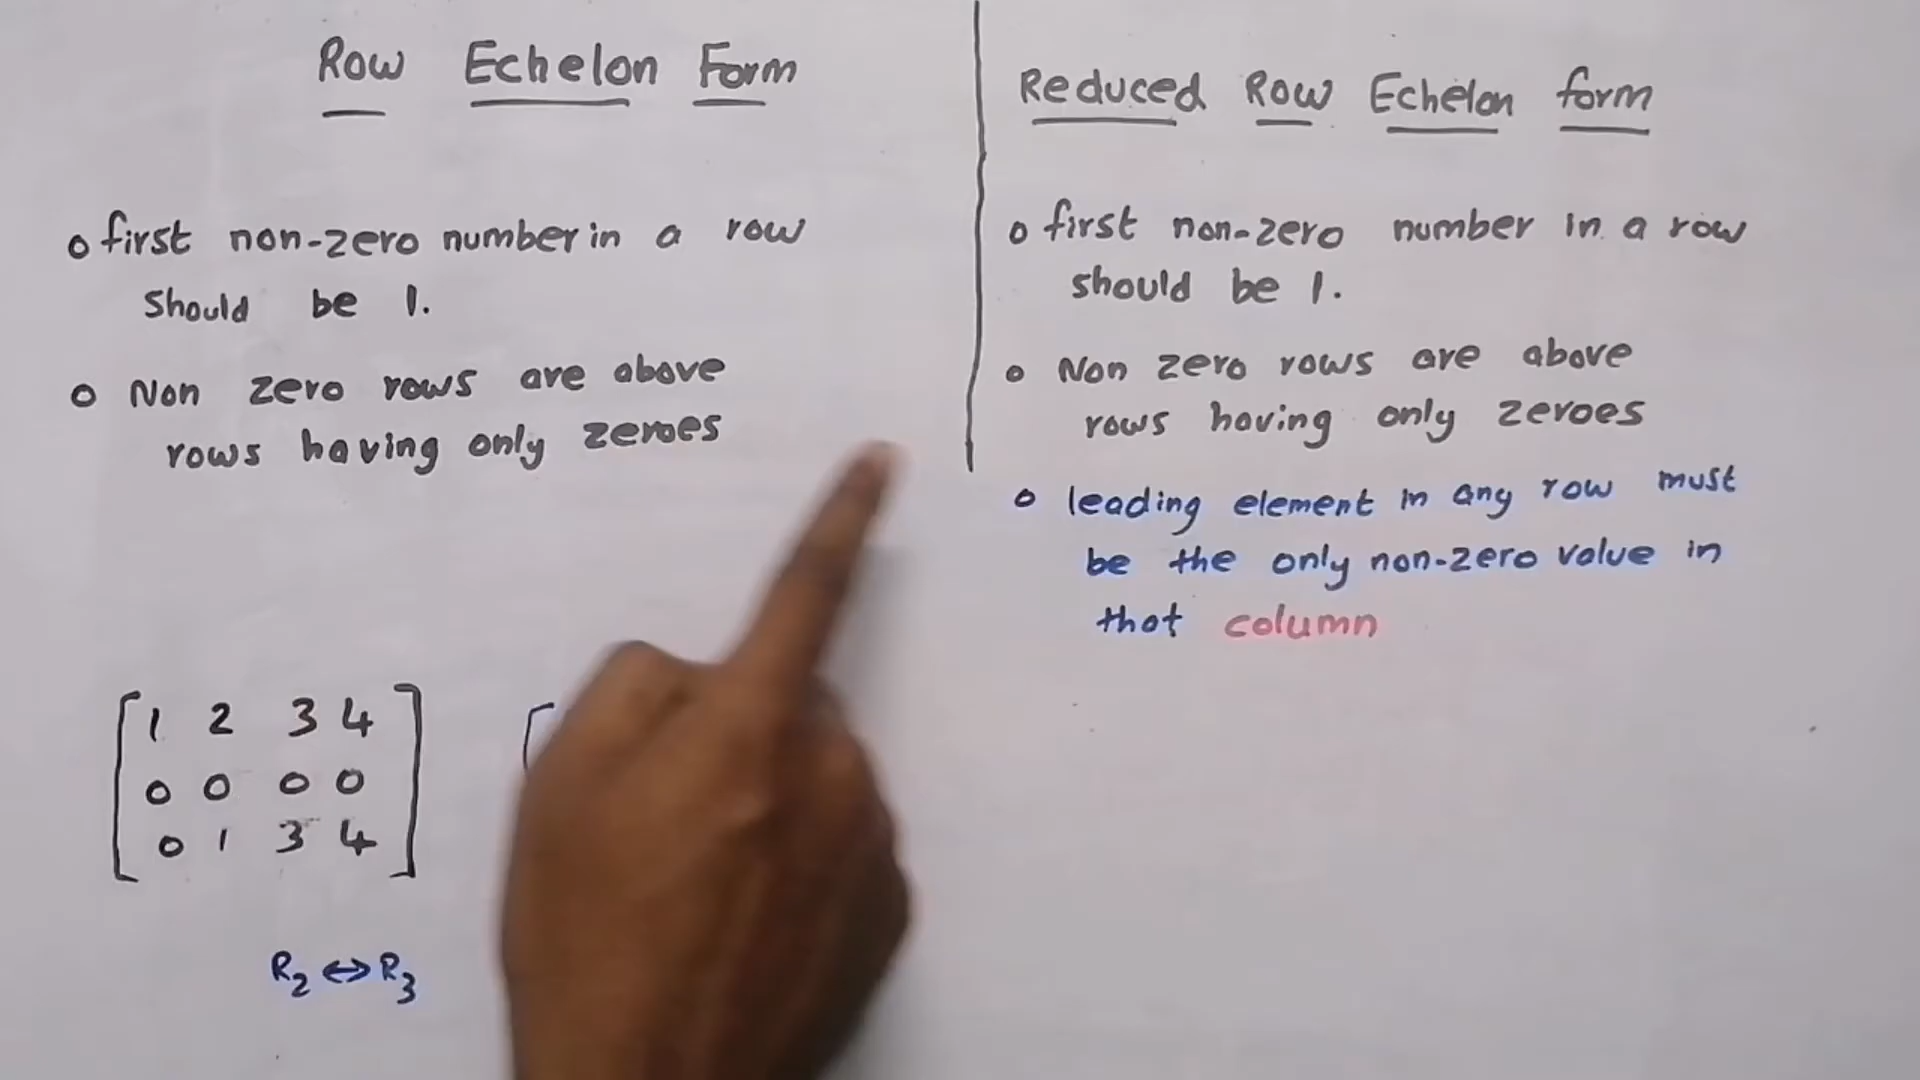 Row Echelon Form
o first non-zero number in a row
should be 1.
o Non zero rows are above
rows having only zeroes
[1 2 3 4]
[0 0 0 0]
[0 1 3 4]
R2 ↔ R3
Reduced Row Echelon form
o first non-zero number in a row
should be 1.
o Non zero rows are above
rows having only zeroes
o leading element in any row must
be the only non-zero value in
that column